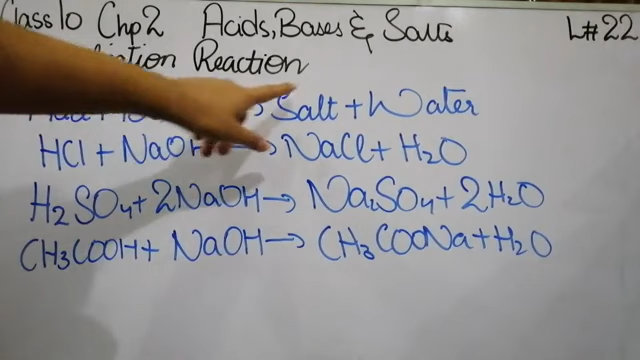 Class 10 Chp 2 Acids, Bases & Salts L# 22
Reaction
→ Salt + Water
HCl + NaOH → NaCl + H2O
H2SO4 + 2NaOH → Na2SO4 + 2H2O
CH3COOH + NaOH → CH3COONa + H2O